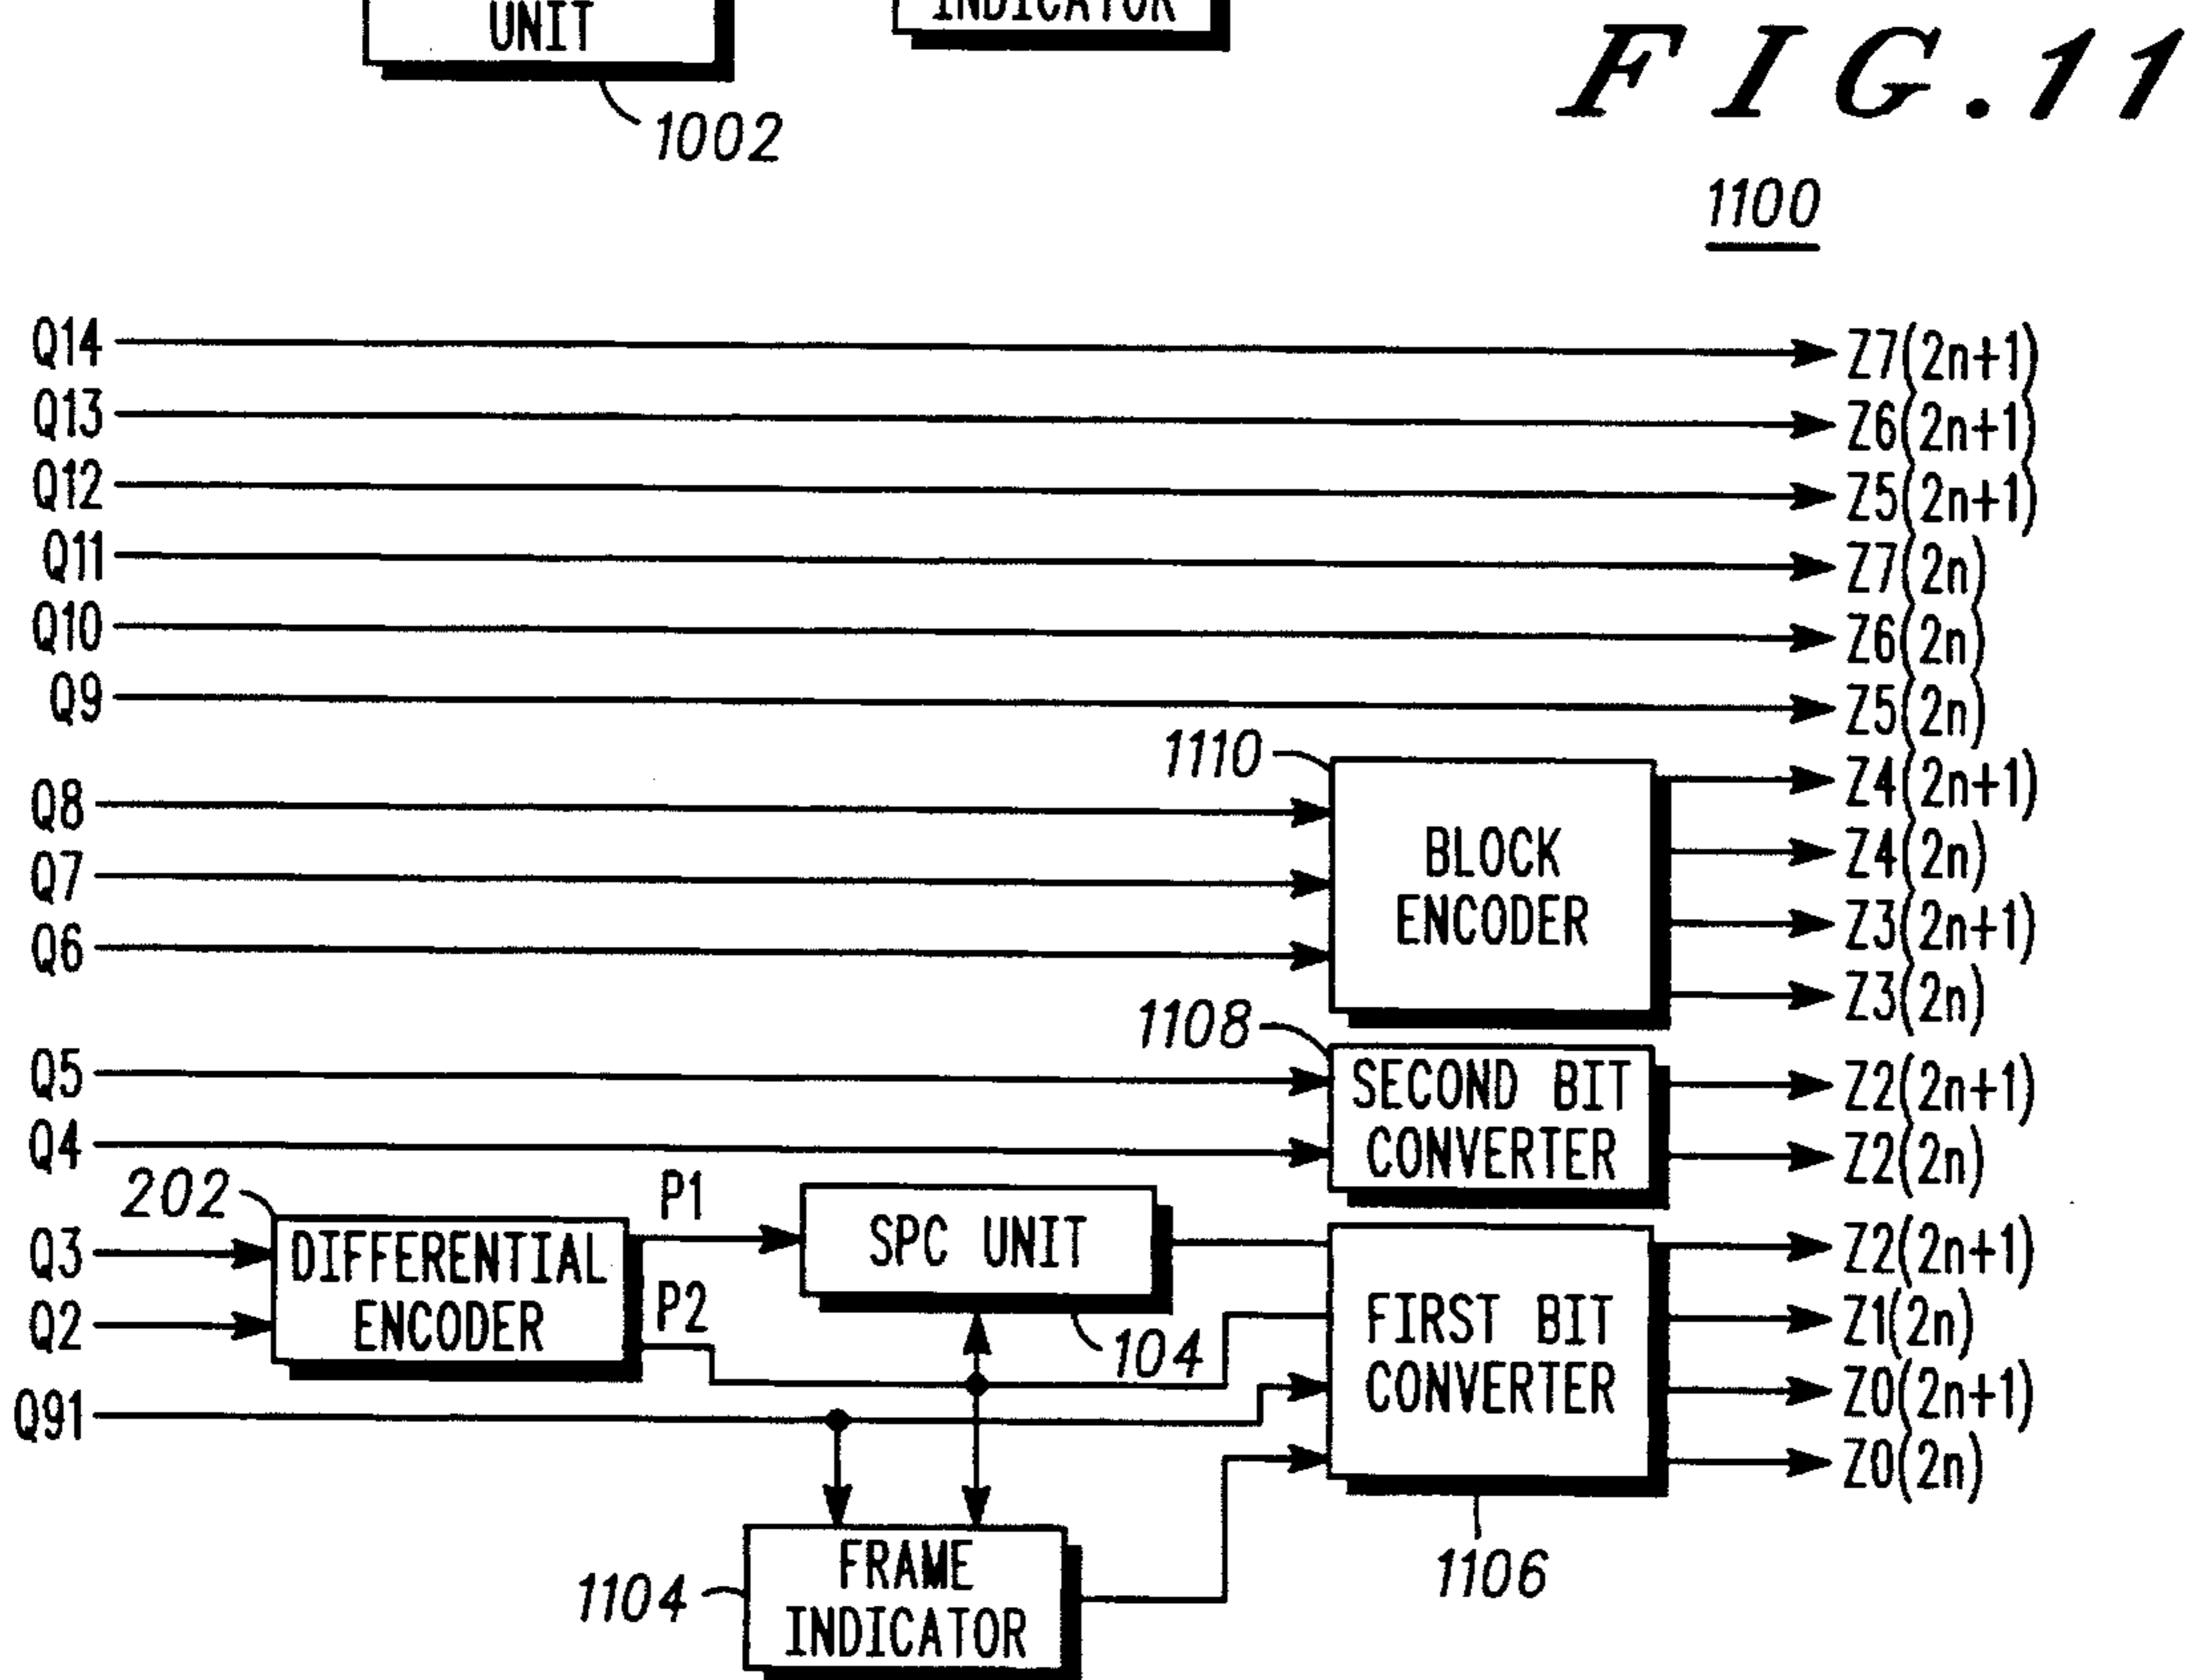 UNIT
INDICATOR
1002
FIG.11
1100
Q14
Z7(2n+1)
Q13
Z6(2n+1)
Q12
Z5(2n+1)
Q11
Z7(2n)
Q10
Z6(2n)
Q9
Z5(2n)
1110
Z4(2n+1)
Q8
BLOCK
ENCODER
Z4(2n)
Q7
Z3(2n+1)
Q6
Z3(2n)
1108
Q5
SECOND BIT
CONVERTER
Z2(2n+1)
Q4
Z2(2n)
202
P1
SPC UNIT
Q3
DIFFERENTIAL
ENCODER
Z2(2n+1)
P2
Q2
104
FIRST BIT
CONVERTER
Z1(2n)
Q91
Z0(2n+1)
Z0(2n)
1104
FRAME
INDICATOR
1106